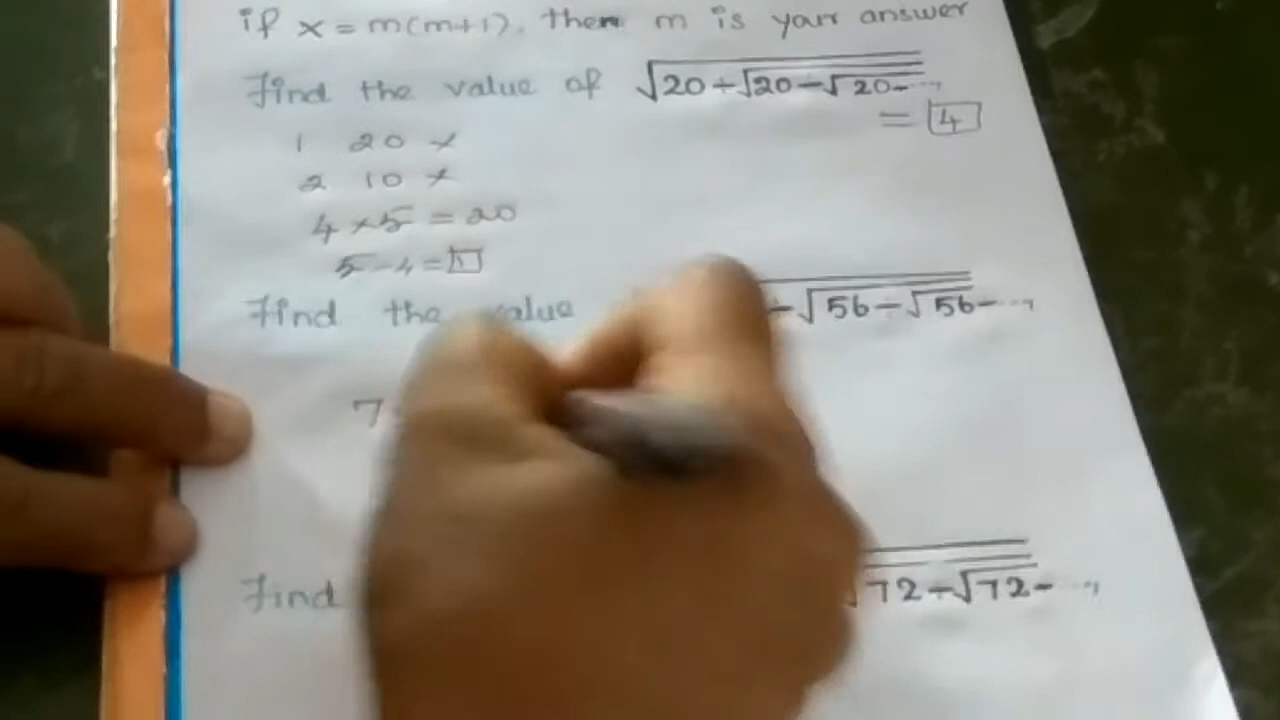 if x = m(m+1), then m is your answer
Find the value of √20+√20-√20-...,
= 4
1 20 ×
2 10 ×
4 × 5 = 20
5-4 = 1
Find the value -√56-√56-...,
7
Find √72-√72-...,